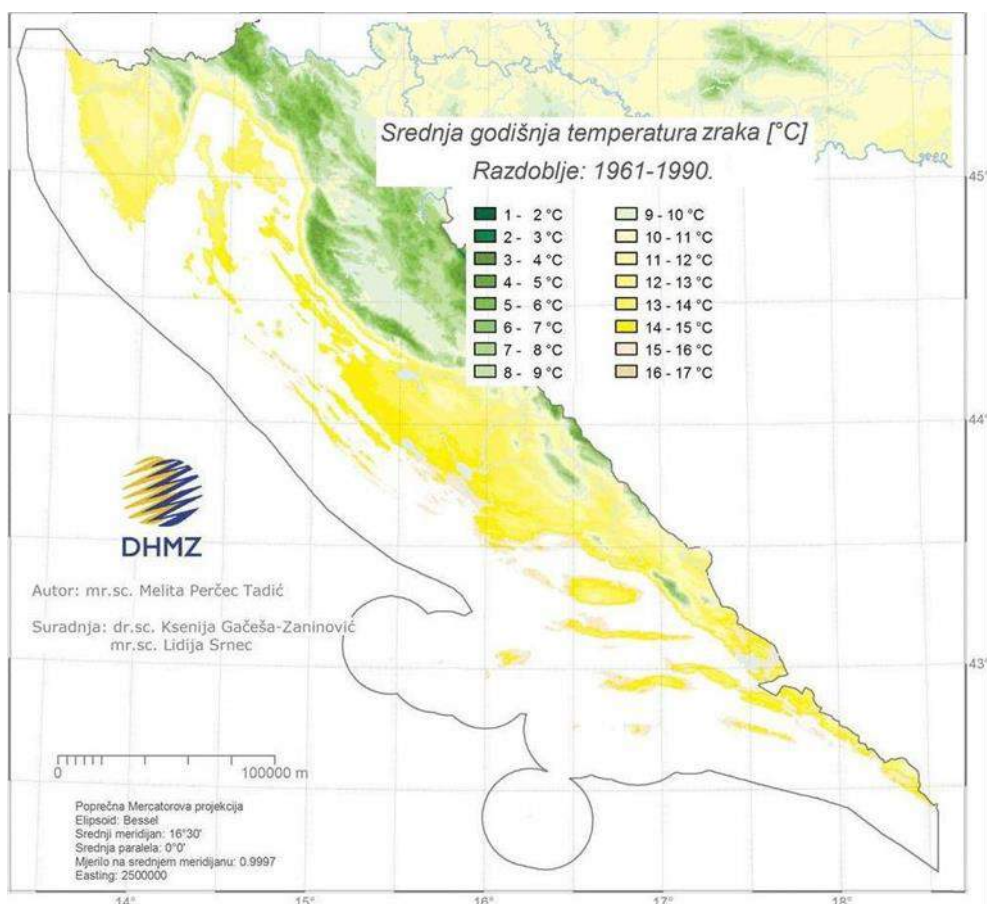 Srednja godišnja temperatura zraka [°C]
Razdoblje: 1961-1990.
1 - 2 °C
2 - 3 °C
3 - 4 °C
4 - 5 °C
5 - 6 °C
6 - 7 °C
7 - 8 °C
8 - 9 °C
9 - 10 °C
10 - 11 °C
11 - 12 °C
12 - 13 °C
13 - 14 °C
14 - 15 °C
15 - 16 °C
16 - 17 °C
45°
44°
43°
DHMZ
Autor: mr.sc. Melita Perčec Tadić
Suradnja: dr.sc. Ksenija Gačeša-Zaninović
mr.sc. Lidija Srnec
0 100000 m
Poprečna Mercatorova projekcija
Elipsoid: Bessel
Srednji meridijan: 16°30'
Srednja paralela: 0°0'
Mjerilo na srednjem meridijanu: 0.9997
Easting: 2500000
14° 15° 16° 17° 18°